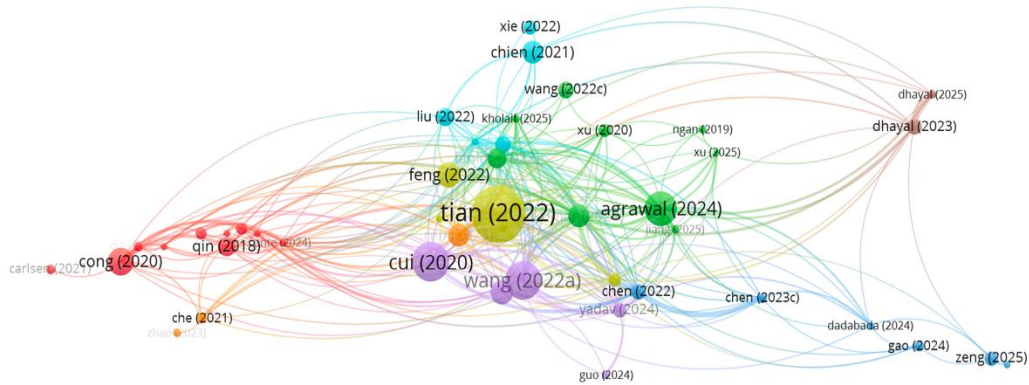 xie (2022)
chien (2021)
wang (2022c)
dhayal (2025)
liu (2022)
kholait (2025)
xu (2020)
ngan (2019)
dhayal (2023)
xu (2025)
feng (2022)
tian (2022)
agrawal (2024)
jiang (2025)
qin (2018)
(2024)
cong (2020)
carlsen (2021)
cui (2020)
wang (2022a)
chen (2022)
chen (2023c)
yadav (2024)
che (2021)
zhao (2023)
dadabada (2024)
gao (2024)
zeng (2025)
guo (2024)